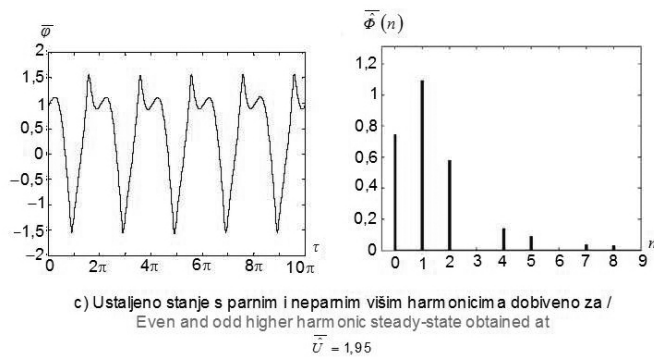 φ
2
1,5
1
0,5
0
−0,5
−1
−1,5
−2
0 2π 4π 6π 8π 10π
τ
Φ̂(n)
1,2
1
0,8
0,6
0,4
0,2
0
0 1 2 3 4 5 6 7 8 9
n
c) Ustaljeno stanje s parnim i neparnim višim harmonicima dobiveno za /
Even and odd higher harmonic steady-state obtained at
Û = 1,95